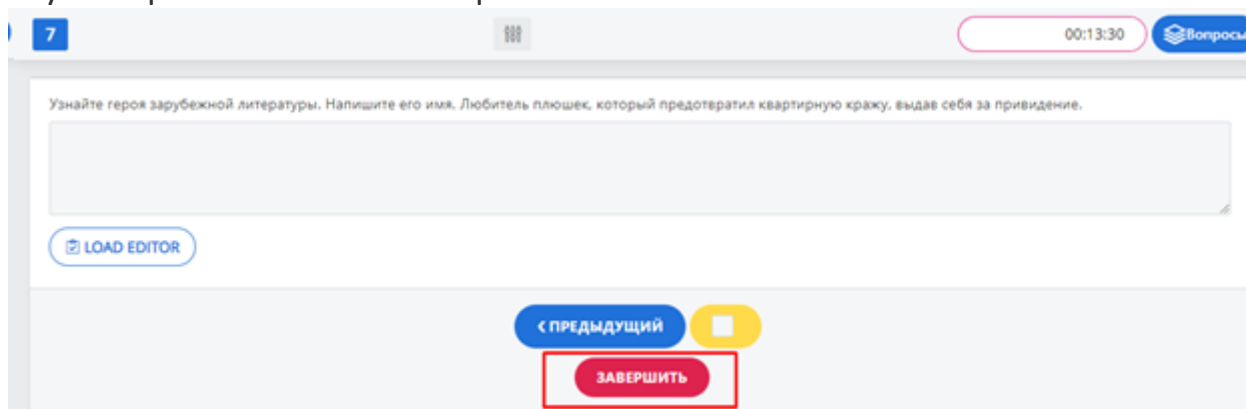 7
00:13:30
Вопросы
Узнайте героя зарубежной литературы. Напишите его имя. Любитель плюшек, который предотвратил квартирную кражу, выдав себя за привидение.
LOAD EDITOR
ПРЕДЫДУЩИЙ
ЗАВЕРШИТЬ